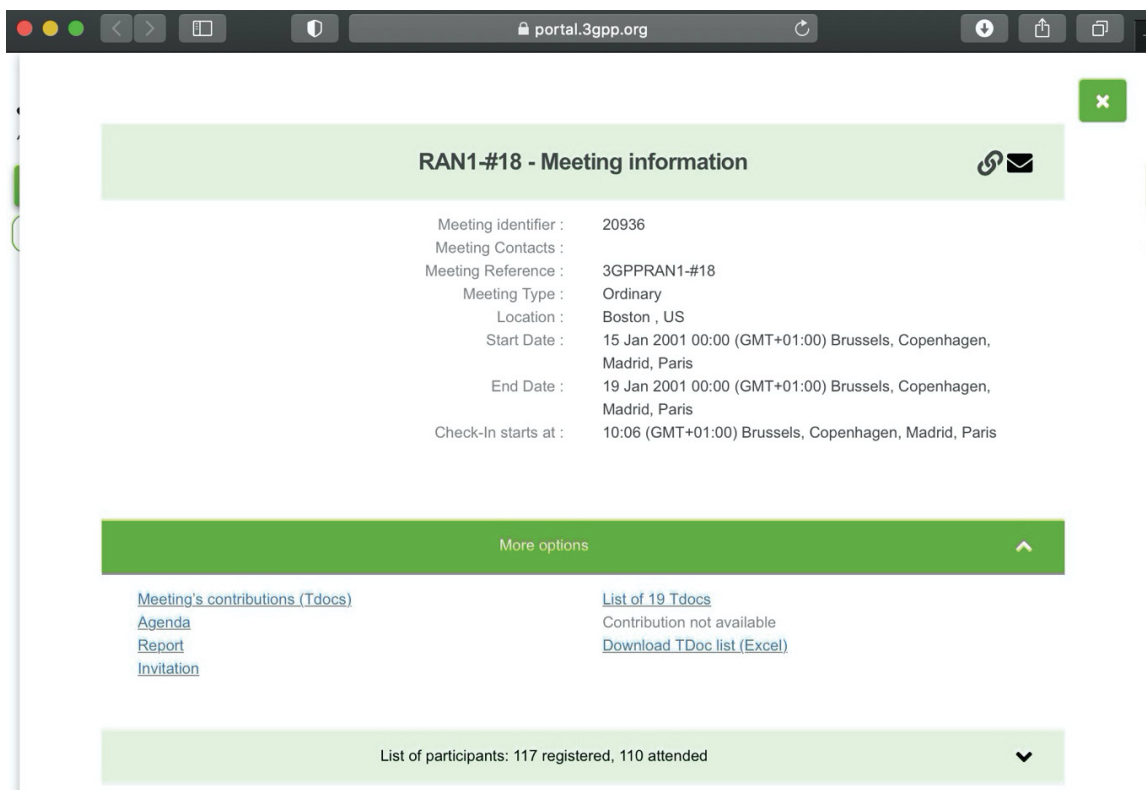 portal.3gpp.org
RAN1-#18 - Meeting information
Meeting identifier : 20936
Meeting Contacts :
Meeting Reference : 3GPPRAN1-#18
Meeting Type : Ordinary
Location : Boston , US
Start Date : 15 Jan 2001 00:00 (GMT+01:00) Brussels, Copenhagen,
Madrid, Paris
End Date : 19 Jan 2001 00:00 (GMT+01:00) Brussels, Copenhagen,
Madrid, Paris
Check-In starts at : 10:06 (GMT+01:00) Brussels, Copenhagen, Madrid, Paris
More options
Meeting's contributions (Tdocs) List of 19 Tdocs
Agenda Contribution not available
Report Download TDoc list (Excel)
Invitation
List of participants: 117 registered, 110 attended